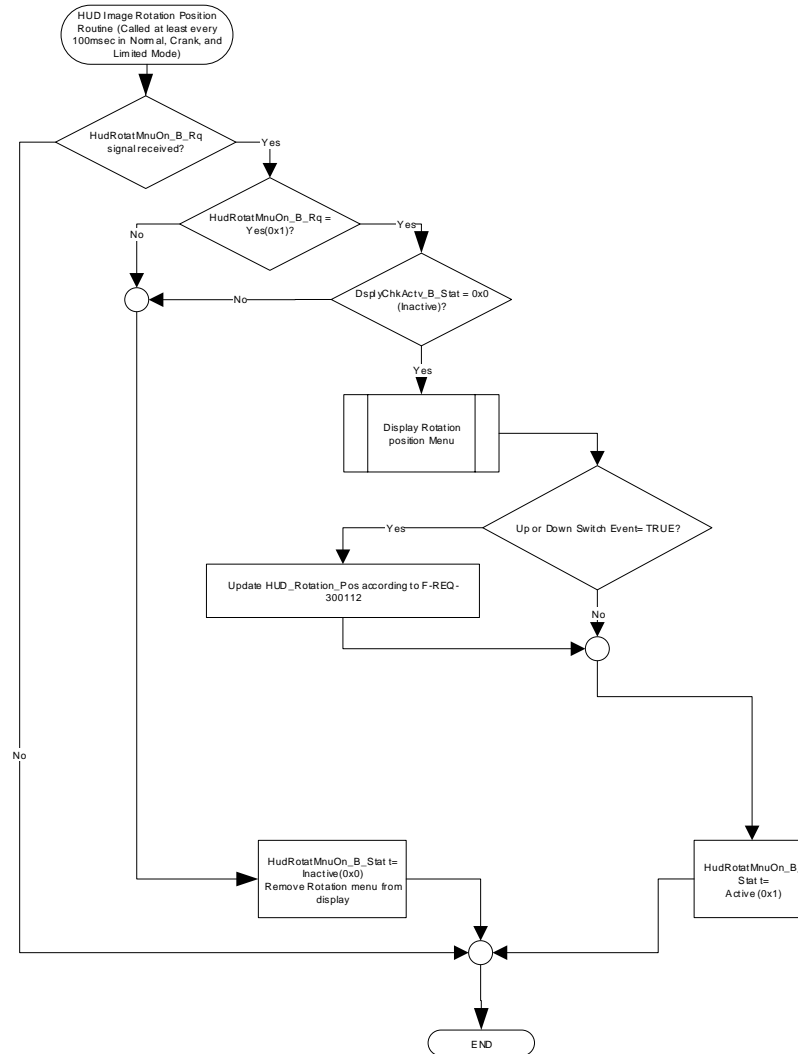 HUD Image Rotation Position
Routine (Called at least every
100msec in Normal, Crank, and
Limited Mode)
HudRotatMnuOn_B_Rq
signal received?
Yes
HudRotatMnuOn_B_Rq =
Yes(0x1)?
No
Yes
DsplyChkActv_B_Stat = 0x0
(Inactive)?
No
Yes
Display Rotation
position Menu
Up or Down Switch Event= TRUE?
Yes
Update HUD_Rotation_Pos according to F-REQ-
300112
No
No
HudRotatMnuOn_B_Stat t=
Inactive(0x0)
Remove Rotation menu from
display
HudRotatMnuOn_B_
Stat t=
Active (0x1)
END